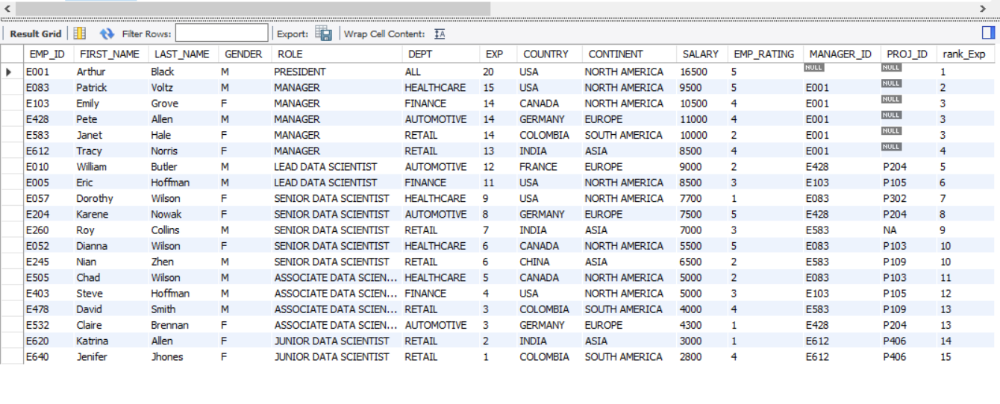 Result Grid Filter Rows: Export: Wrap Cell Content: IA
EMP_ID FIRST_NAME LAST_NAME GENDER ROLE DEPT EXP COUNTRY CONTINENT SALARY EMP_RATING MANAGER_ID PROJ_ID rank_Exp
E001 Arthur Black M PRESIDENT ALL 20 USA NORTH AMERICA 16500 5 NULL NULL 1
E083 Patrick Voltz M MANAGER HEALTHCARE 15 USA NORTH AMERICA 9500 5 E001 NULL 2
E103 Emily Grove F MANAGER FINANCE 14 CANADA NORTH AMERICA 10500 4 E001 NULL 3
E428 Pete Allen M MANAGER AUTOMOTIVE 14 GERMANY EUROPE 11000 4 E001 NULL 3
E583 Janet Hale F MANAGER RETAIL 14 COLOMBIA SOUTH AMERICA 10000 2 E001 NULL 3
E612 Tracy Norris F MANAGER RETAIL 13 INDIA ASIA 8500 4 E001 NULL 4
E010 William Butler M LEAD DATA SCIENTIST AUTOMOTIVE 12 FRANCE EUROPE 9000 2 E428 P204 5
E005 Eric Hoffman M LEAD DATA SCIENTIST FINANCE 11 USA NORTH AMERICA 8500 3 E103 P105 6
E057 Dorothy Wilson F SENIOR DATA SCIENTIST HEALTHCARE 9 USA NORTH AMERICA 7700 1 E083 P302 7
E204 Karene Nowak F SENIOR DATA SCIENTIST AUTOMOTIVE 8 GERMANY EUROPE 7500 5 E428 P204 8
E260 Roy Collins M SENIOR DATA SCIENTIST RETAIL 7 INDIA ASIA 7000 3 E583 NA 9
E052 Dianna Wilson F SENIOR DATA SCIENTIST HEALTHCARE 6 CANADA NORTH AMERICA 5500 5 E083 P103 10
E245 Nian Zhen M SENIOR DATA SCIENTIST RETAIL 6 CHINA ASIA 6500 2 E583 P109 10
E505 Chad Wilson M ASSOCIATE DATA SCIEN... HEALTHCARE 5 CANADA NORTH AMERICA 5000 2 E083 P103 11
E403 Steve Hoffman M ASSOCIATE DATA SCIEN... FINANCE 4 USA NORTH AMERICA 5000 3 E103 P105 12
E478 David Smith M ASSOCIATE DATA SCIEN... RETAIL 3 COLOMBIA SOUTH AMERICA 4000 4 E583 P109 13
E532 Claire Brennan F ASSOCIATE DATA SCIEN... AUTOMOTIVE 3 GERMANY EUROPE 4300 1 E428 P204 13
E620 Katrina Allen F JUNIOR DATA SCIENTIST RETAIL 2 INDIA ASIA 3000 1 E612 P406 14
E640 Jenifer Jhones F JUNIOR DATA SCIENTIST RETAIL 1 COLOMBIA SOUTH AMERICA 2800 4 E612 P406 15